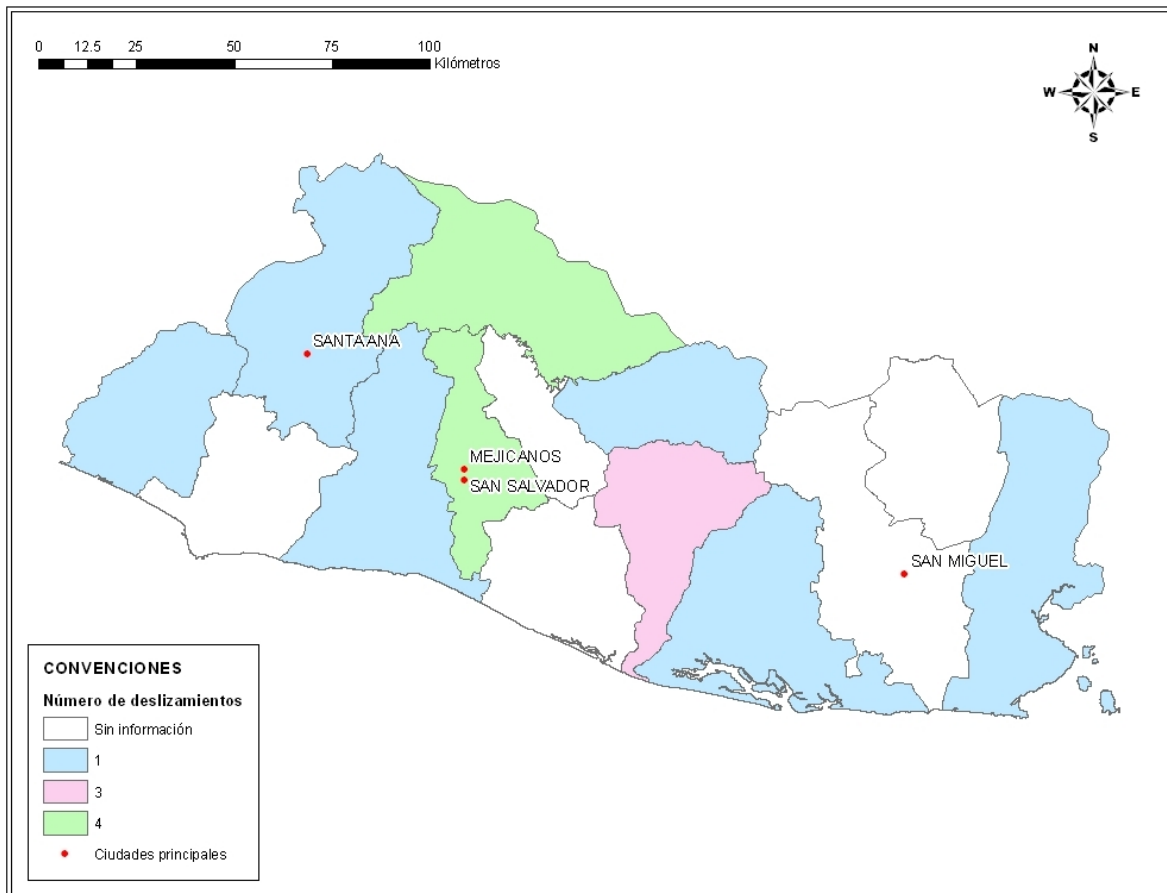 0 12.5 25 50 75 100
Kilómetros
N
W E
S
SANTA ANA
MEJICANOS
SAN SALVADOR
SAN MIGUEL
CONVENCIONES
Número de deslizamientos
Sin información
1
3
4
Ciudades principales